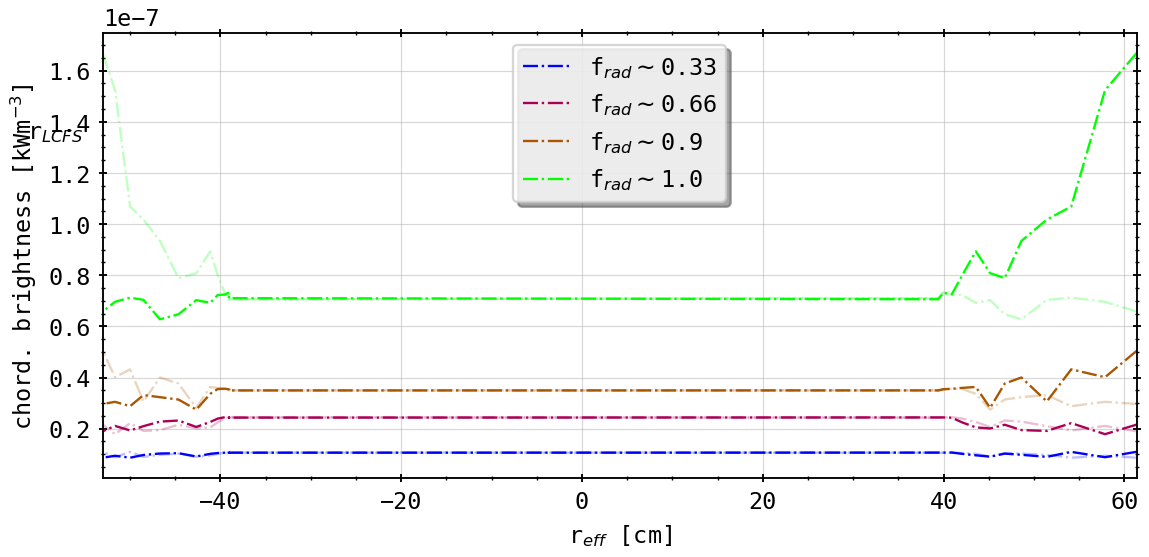 1e−7
f_rad ~ 0.33
f_rad ~ 0.66
f_rad ~ 0.9
f_rad ~ 1.0
1.6
1.4
1.2
1.0
0.8
0.6
0.4
0.2
r_LCFS
chord. brightness [kWm⁻³]
−40
−20
0
20
40
60
r_eff [cm]